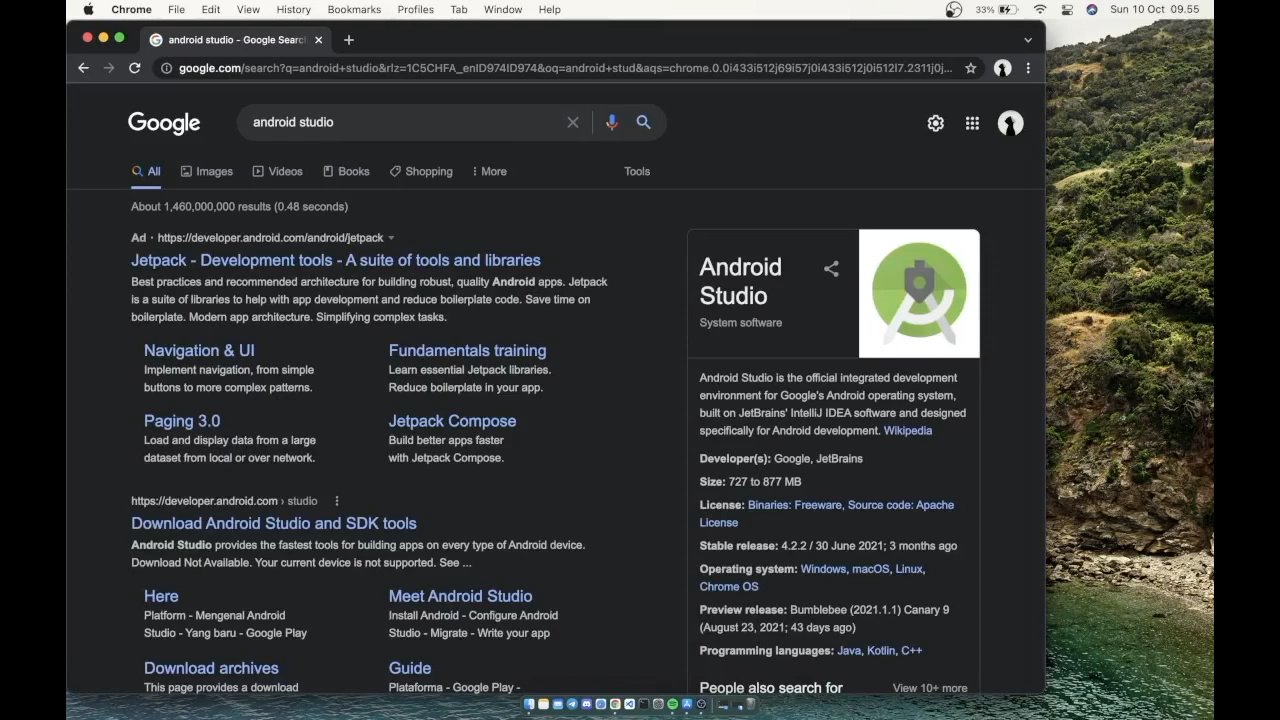 Chrome File Edit View History Bookmarks Profiles Tab Window Help 33% Sun 10 Oct 09.55
android studio - Google Searc
google.com/search?q=android+studio&rlz=1C5CHFA_enID974ID974&oq=android+stud&aqs=chrome.0.0i433i512j69i57j0i433i512j0i512l7.2311j0j...
Google android studio
All Images Videos Books Shopping More Tools
About 1,460,000,000 results (0.48 seconds)
Ad · https://developer.android.com/android/jetpack
Jetpack - Development tools - A suite of tools and libraries
Best practices and recommended architecture for building robust, quality Android apps. Jetpack
is a suite of libraries to help with app development and reduce boilerplate code. Save time on
boilerplate. Modern app architecture. Simplifying complex tasks.
Navigation & UI
Implement navigation, from simple
buttons to more complex patterns.
Fundamentals training
Learn essential Jetpack libraries.
Reduce boilerplate in your app.
Paging 3.0
Load and display data from a large
dataset from local or over network.
Jetpack Compose
Build better apps faster
with Jetpack Compose.
https://developer.android.com › studio
Download Android Studio and SDK tools
Android Studio provides the fastest tools for building apps on every type of Android device.
Download Not Available. Your current device is not supported. See ...
Here
Platform - Mengenal Android
Studio - Yang baru - Google Play
Meet Android Studio
Install Android - Configure Android
Studio - Migrate - Write your app
Download archives
This page provides a download
Guide
Plataforma - Google Play -
Android
Studio
System software
Android Studio is the official integrated development
environment for Google's Android operating system,
built on JetBrains' IntelliJ IDEA software and designed
specifically for Android development. Wikipedia
Developer(s): Google, JetBrains
Size: 727 to 877 MB
License: Binaries: Freeware, Source code: Apache
License
Stable release: 4.2.2 / 30 June 2021; 3 months ago
Operating system: Windows, macOS, Linux,
Chrome OS
Preview release: Bumblebee (2021.1.1) Canary 9
(August 23, 2021; 43 days ago)
Programming languages: Java, Kotlin, C++
People also search for View 10+ more